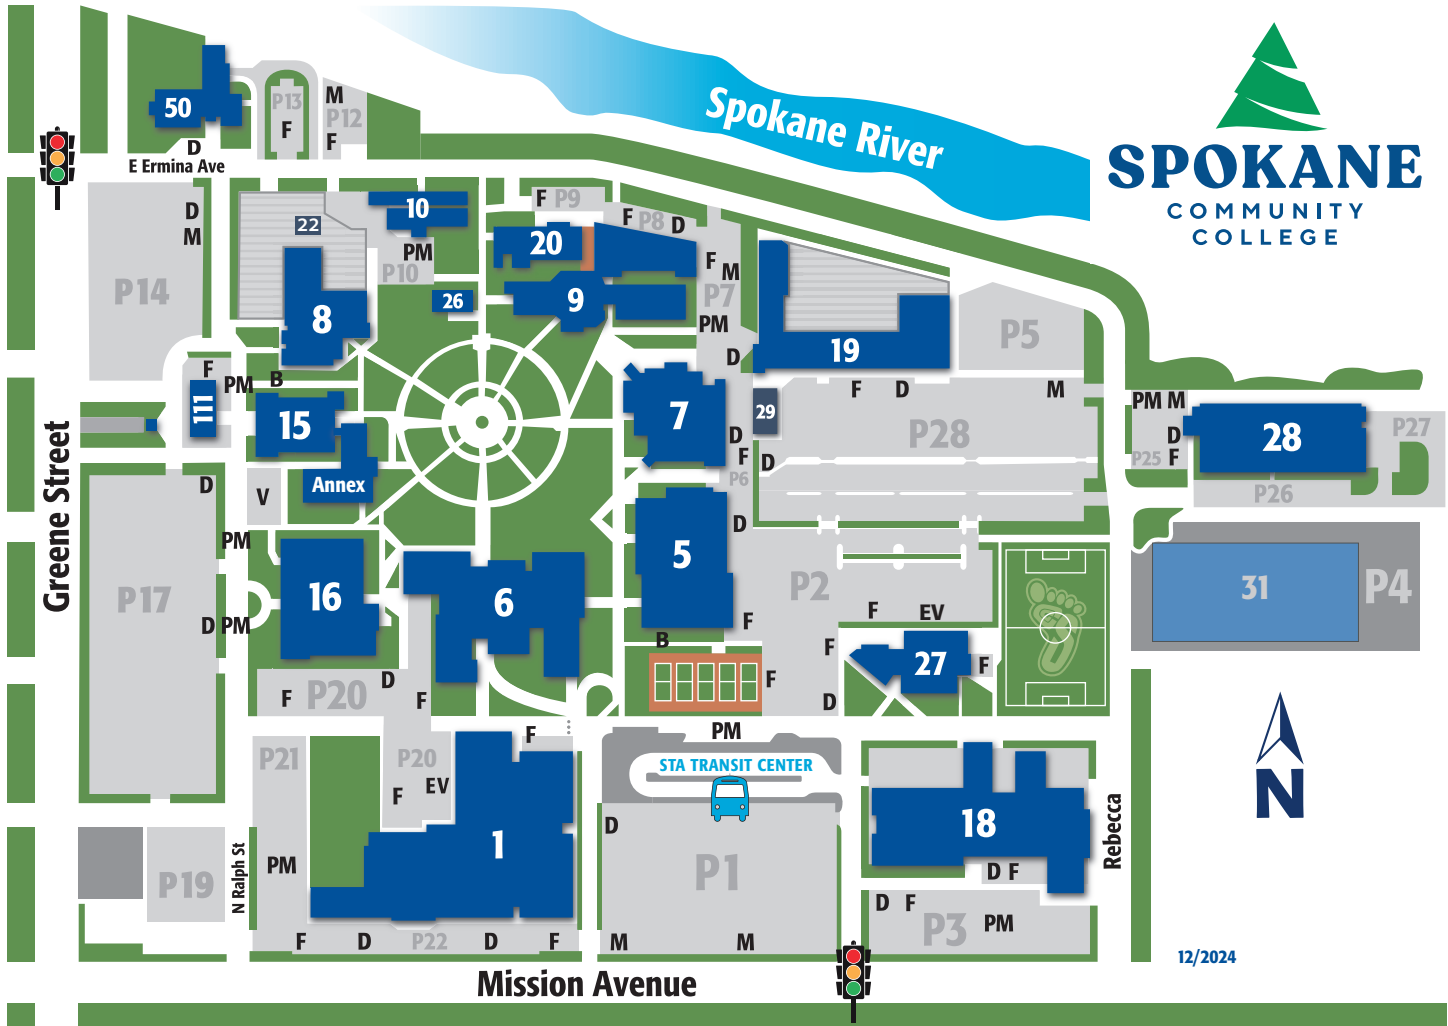 SPOKANE
COMMUNITY
COLLEGE
Spokane River
50
D
E Ermina Ave
P13
F
M
P12
F
D
M
P14
22
8
10
PM
P10
26
F P9
F P8 D
20
9
F
M
P7
PM
D
19
P5
F
PM
B
111
15
Annex
V
7
29
D
F
P6
D
D
F D M
P28
PM M
D
F
P25
28
P27
P26
Greene Street
D
PM
P17
D PM
16
6
5
F
B
F
P2
F EV
F
27
F
D
31
P4
F P20 D
F
F
P21
P20
F
EV
PM
1
F D P22 D F
P19
N Ralph St
PM
STA TRANSIT CENTER
D
P1
M M
18
D F
D F
P3 PM
Rebecca
N
12/2024
Mission Avenue